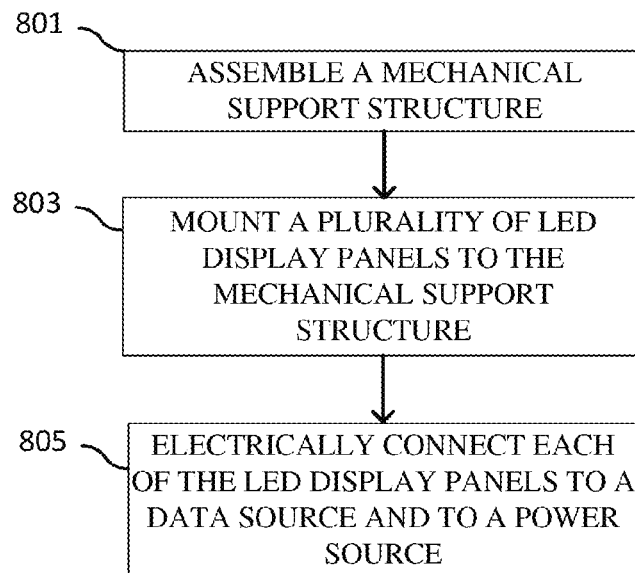 801
ASSEMBLE A MECHANICAL
SUPPORT STRUCTURE
803
MOUNT A PLURALITY OF LED
DISPLAY PANELS TO THE
MECHANICAL SUPPORT
STRUCTURE
805
ELECTRICALLY CONNECT EACH
OF THE LED DISPLAY PANELS TO A
DATA SOURCE AND TO A POWER
SOURCE